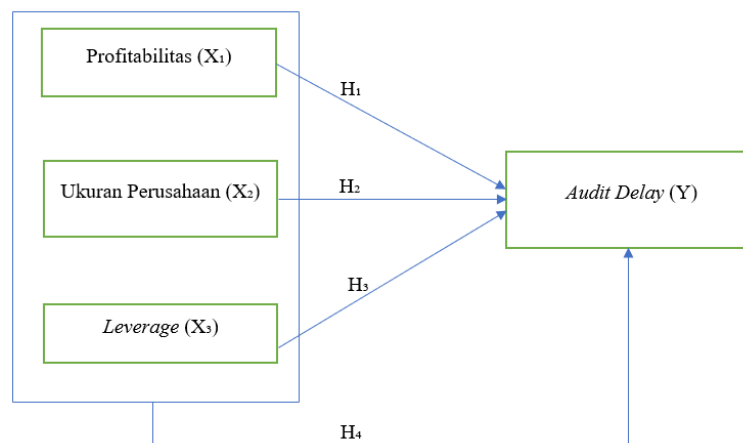 Profitabilitas (X₁)
H₁
Ukuran Perusahaan (X₂)
H₂
Audit Delay (Y)
H₃
Leverage (X₃)
H₄